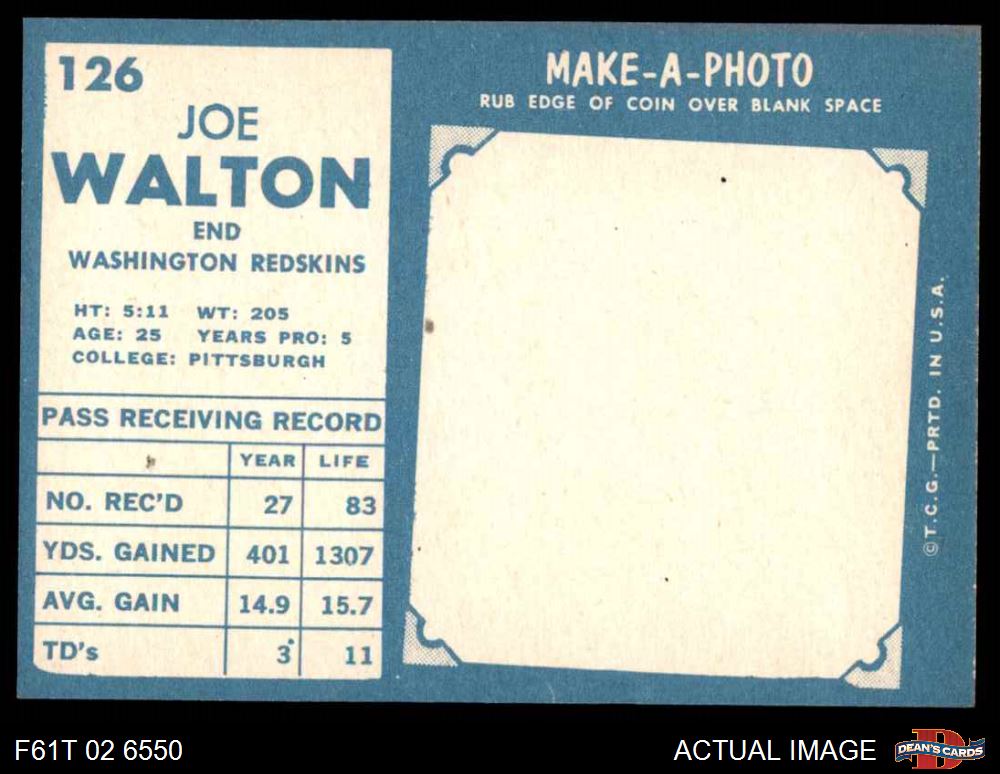 126
JOE
WALTON
END
WASHINGTON REDSKINS
HT: 5:11 WT: 205
AGE: 25 YEARS PRO: 5
COLLEGE: PITTSBURGH
PASS RECEIVING RECORD
YEAR LIFE
NO. REC'D 27 83
YDS. GAINED 401 1307
AVG. GAIN 14.9 15.7
TD's 3 11
MAKE-A-PHOTO
RUB EDGE OF COIN OVER BLANK SPACE
©T.C.G.—PRTD. IN U.S.A.
F61T 02 6550
ACTUAL IMAGE
D
DEAN'S CARDS